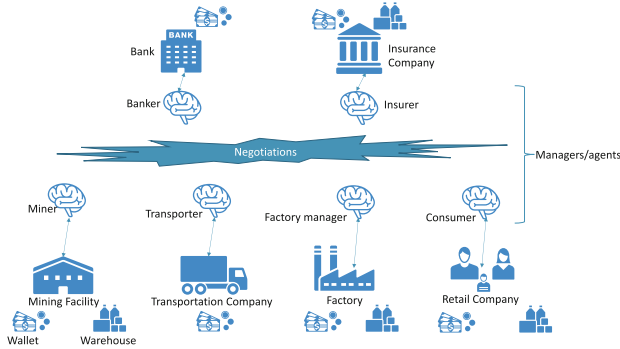 BANK
Bank
Insurance
Company
Banker
Insurer
Negotiations
Managers/agents
Miner
Transporter
Factory manager
Consumer
Mining Facility
Transportation Company
Factory
Retail Company
Wallet
Warehouse